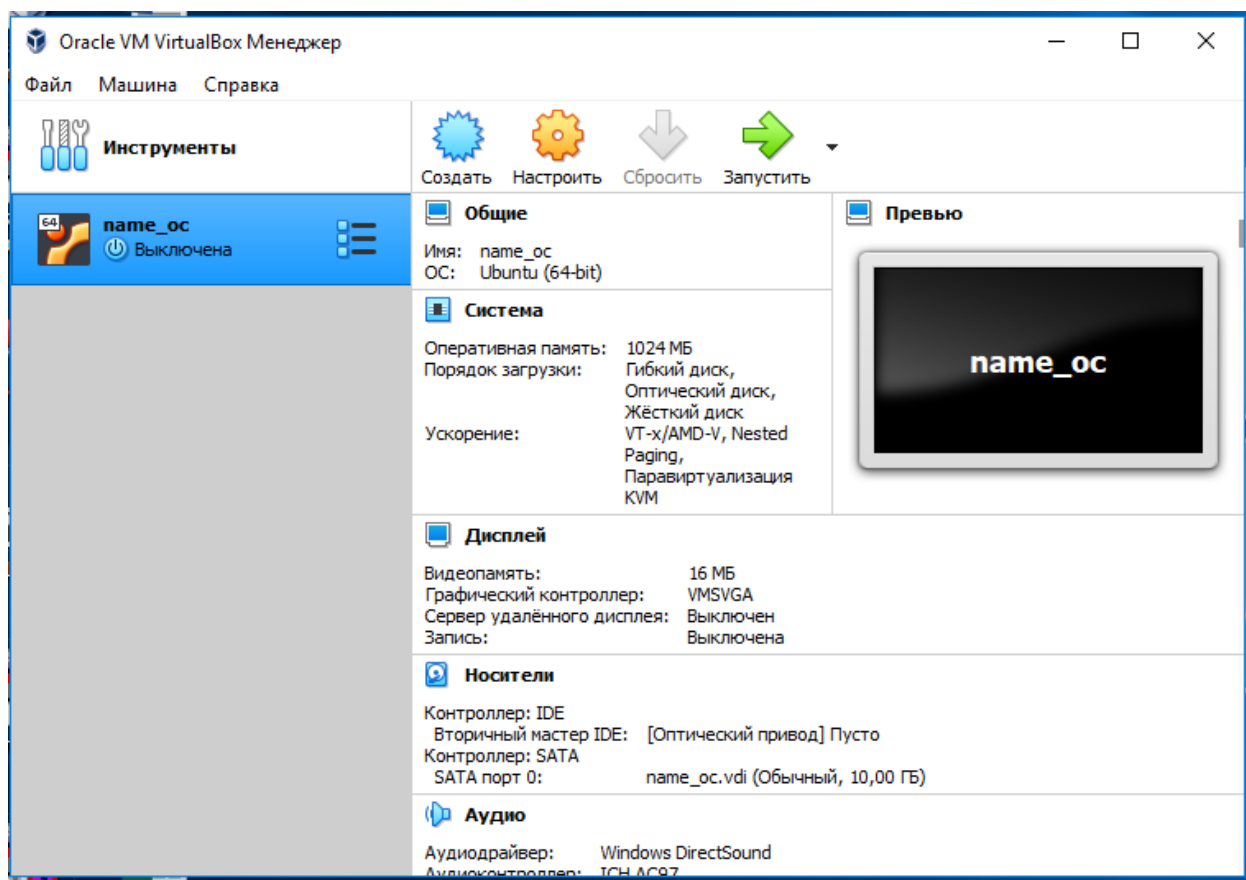 Oracle VM VirtualBox Менеджер
Файл Машина Справка
Инструменты
Создать Настроить Сбросить Запустить
64
name_oc
Выключена
Общие
Имя: name_oc
ОС: Ubuntu (64-bit)
Превью
name_oc
Система
Оперативная память: 1024 МБ
Порядок загрузки: Гибкий диск,
Оптический диск,
Жёсткий диск
Ускорение: VT-x/AMD-V, Nested
Paging,
Паравиртуализация
KVM
Дисплей
Видеопамять: 16 МБ
Графический контроллер: VMSVGA
Сервер удалённого дисплея: Выключен
Запись: Выключена
Носители
Контроллер: IDE
Вторичный мастер IDE: [Оптический привод] Пусто
Контроллер: SATA
SATA порт 0: name_oc.vdi (Обычный, 10,00 ГБ)
Аудио
Аудиодрайвер: Windows DirectSound
Аудиоконтроллер: ICH AC97